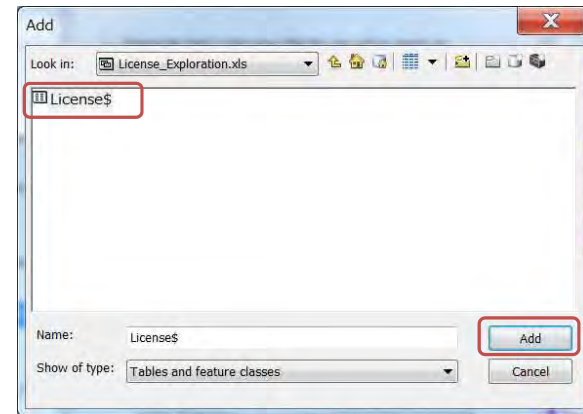 Add
Look in: License_Exploration.xls
License$
Name: License$ Add
Show of type: Tables and feature classes Cancel